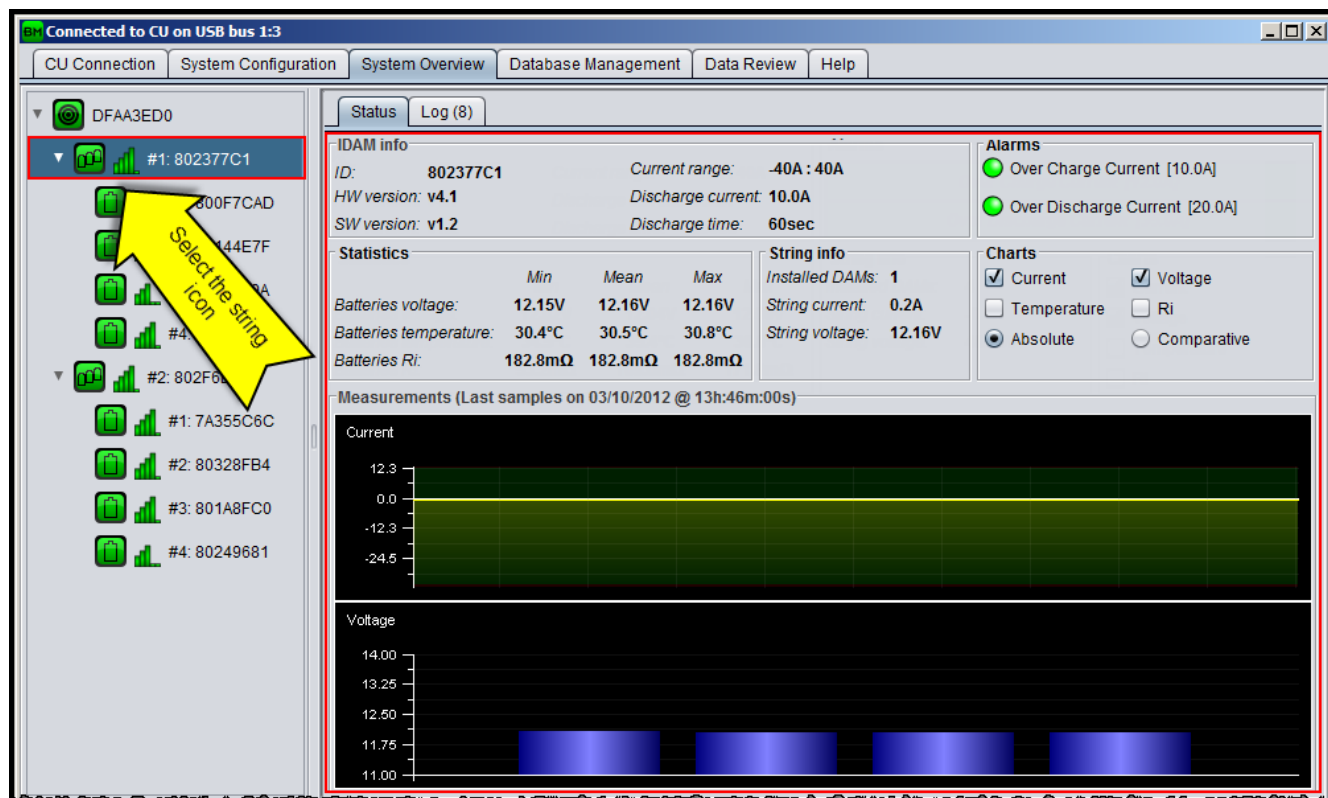 BM Connected to CU on USB bus 1:3
CU Connection System Configuration System Overview Database Management Data Review Help
DFAA3ED0
#1: 802377C1
800F7CAD
44E7F
#4:
#2: 802F6
#1: 7A355C6C
#2: 80328FB4
#3: 801A8FC0
#4: 80249681
Select the string
icon
Status Log (8)
IDAM info
ID: 802377C1 Current range: -40A : 40A
HW version: v4.1 Discharge current: 10.0A
SW version: v1.2 Discharge time: 60sec
Alarms
Over Charge Current [10.0A]
Over Discharge Current [20.0A]
Statistics
Min Mean Max
Batteries voltage: 12.15V 12.16V 12.16V
Batteries temperature: 30.4°C 30.5°C 30.8°C
Batteries Ri: 182.8mΩ 182.8mΩ 182.8mΩ
String info
Installed DAMs: 1
String current: 0.2A
String voltage: 12.16V
Charts
Current Voltage
Temperature Ri
Absolute Comparative
Measurements (Last samples on 03/10/2012 @ 13h:46m:00s)
Current
12.3
0.0
-12.3
-24.5
Voltage
14.00
13.25
12.50
11.75
11.00